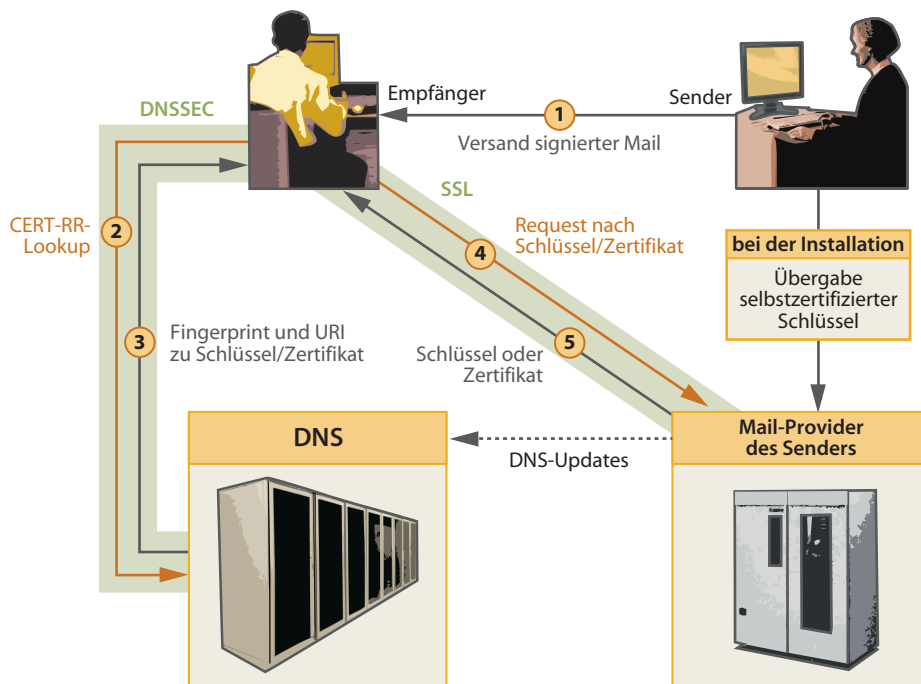 Empfänger
Sender
DNSSEC
1
Versand signierter Mail
SSL
CERT-RR-
Lookup
2
Request nach
Schlüssel/Zertifikat
4
bei der Installation
Übergabe
selbstzertifizierter
Schlüssel
3
Fingerprint und URI
zu Schlüssel/Zertifikat
5
Schlüssel oder
Zertifikat
DNS
DNS-Updates
Mail-Provider
des Senders